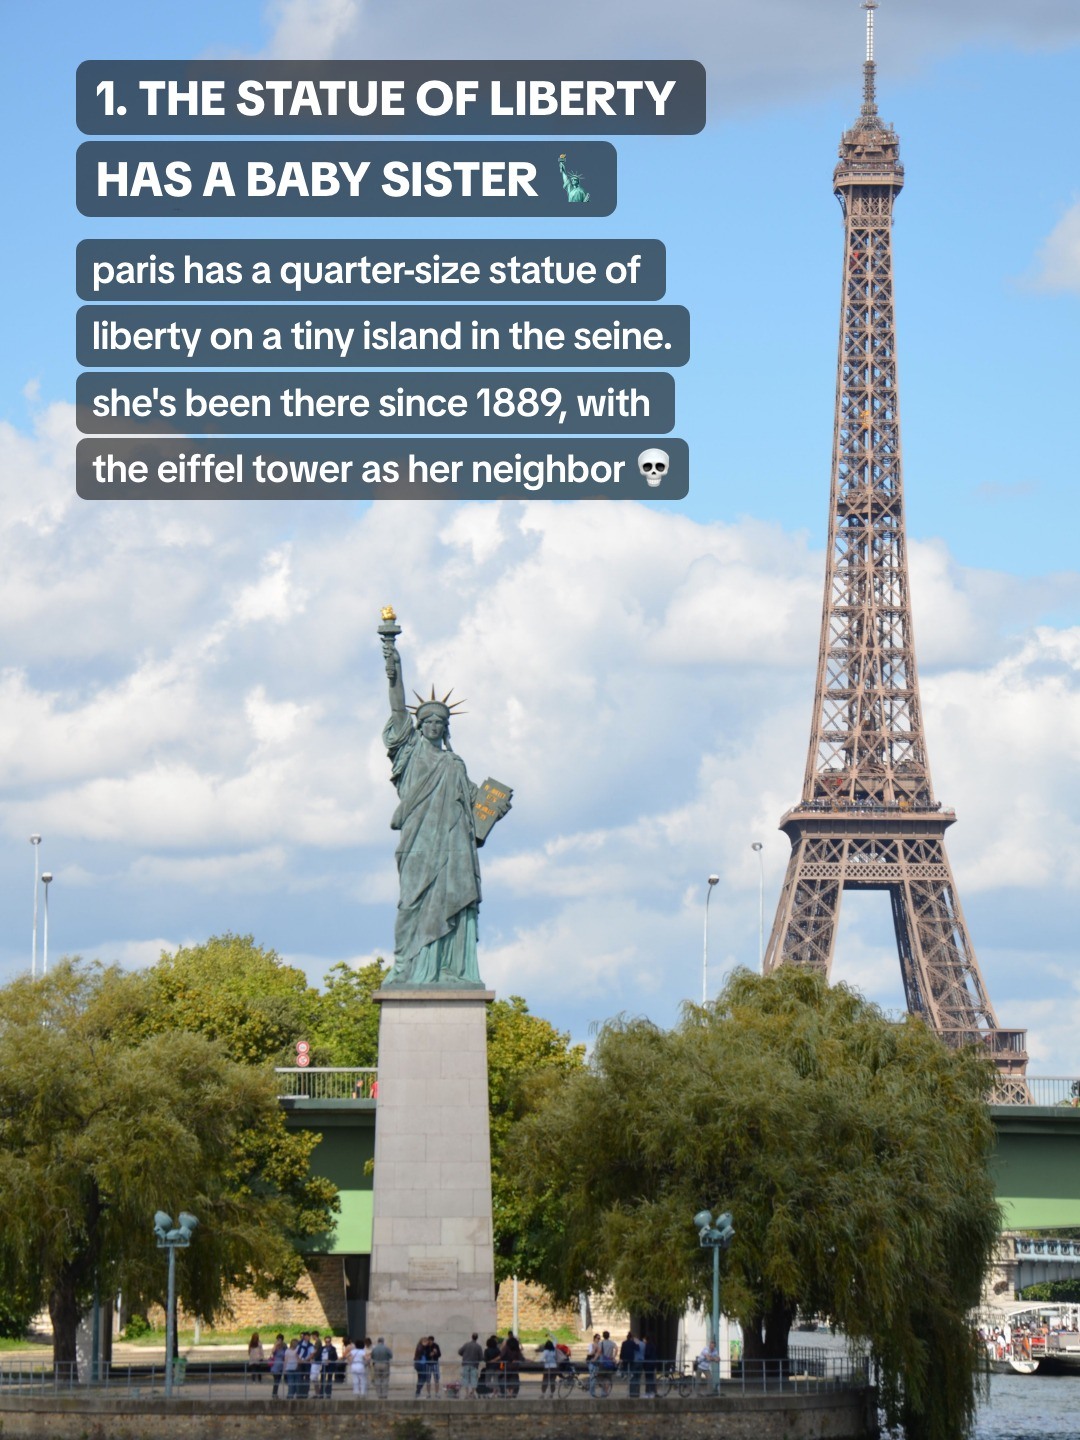 1. THE STATUE OF LIBERTY
HAS A BABY SISTER 🗽
paris has a quarter-size statue of
liberty on a tiny island in the seine.
she's been there since 1889, with
the eiffel tower as her neighbor 💀